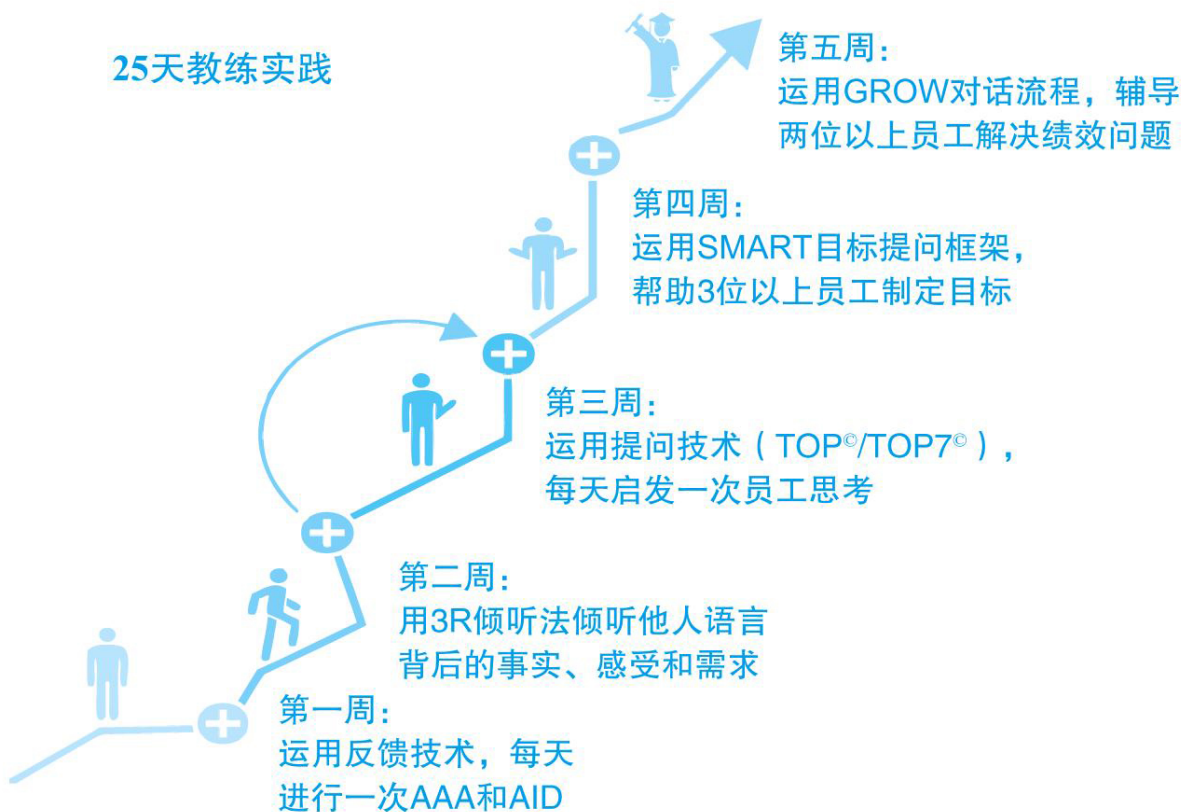 25天教练实践
第五周：
运用GROW对话流程，辅导
两位以上员工解决绩效问题
第四周：
运用SMART目标提问框架，
帮助3位以上员工制定目标
第三周：
运用提问技术（TOP©/TOP7©），
每天启发一次员工思考
第二周：
用3R倾听法倾听他人语言
背后的事实、感受和需求
第一周：
运用反馈技术，每天
进行一次AAA和AID